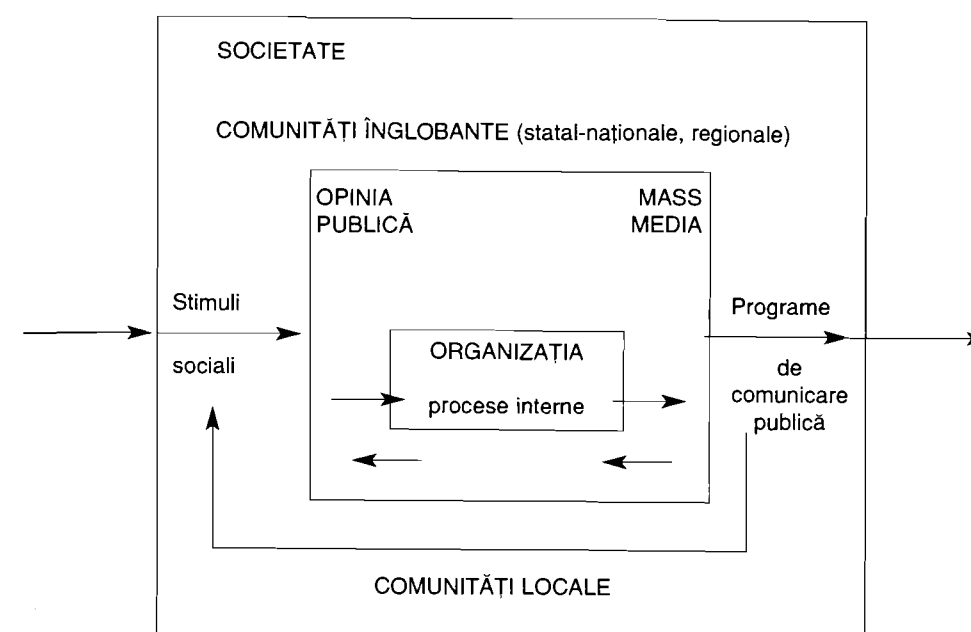 SOCIETATE
COMUNITĂȚI ÎNGLOBANTE (statal-naționale, regionale)
OPINIA
PUBLICĂ
MASS
MEDIA
Stimuli
sociali
ORGANIZAȚIA
procese interne
Programe
de
comunicare
publică
COMUNITĂȚI LOCALE